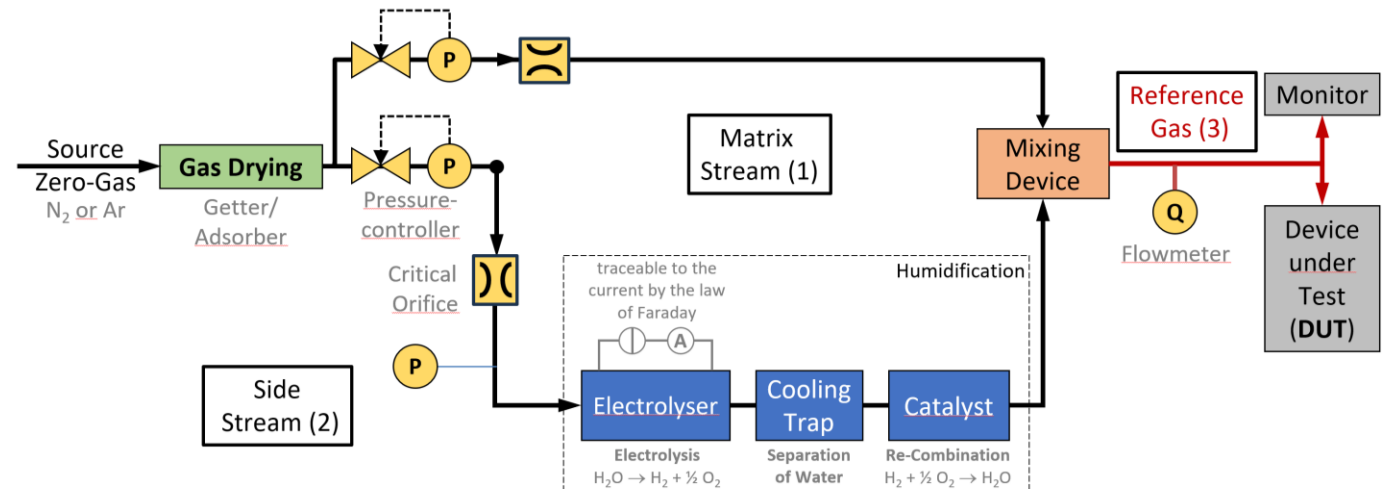 Source
Zero-Gas
N₂ or Ar
Gas Drying
Getter/
Adsorber
P
P
Pressure-
controller
Critical
Orifice
P
Side
Stream (2)
Matrix
Stream (1)
Humidification
traceable to the
current by the law
of Faraday
A
Electrolyser
Electrolysis
H₂O → H₂ + ½ O₂
Cooling
Trap
Separation
of Water
Catalyst
Re-Combination
H₂ + ½ O₂ → H₂O
Mixing
Device
Reference
Gas (3)
Q
Flowmeter
Monitor
Device
under
Test
(DUT)